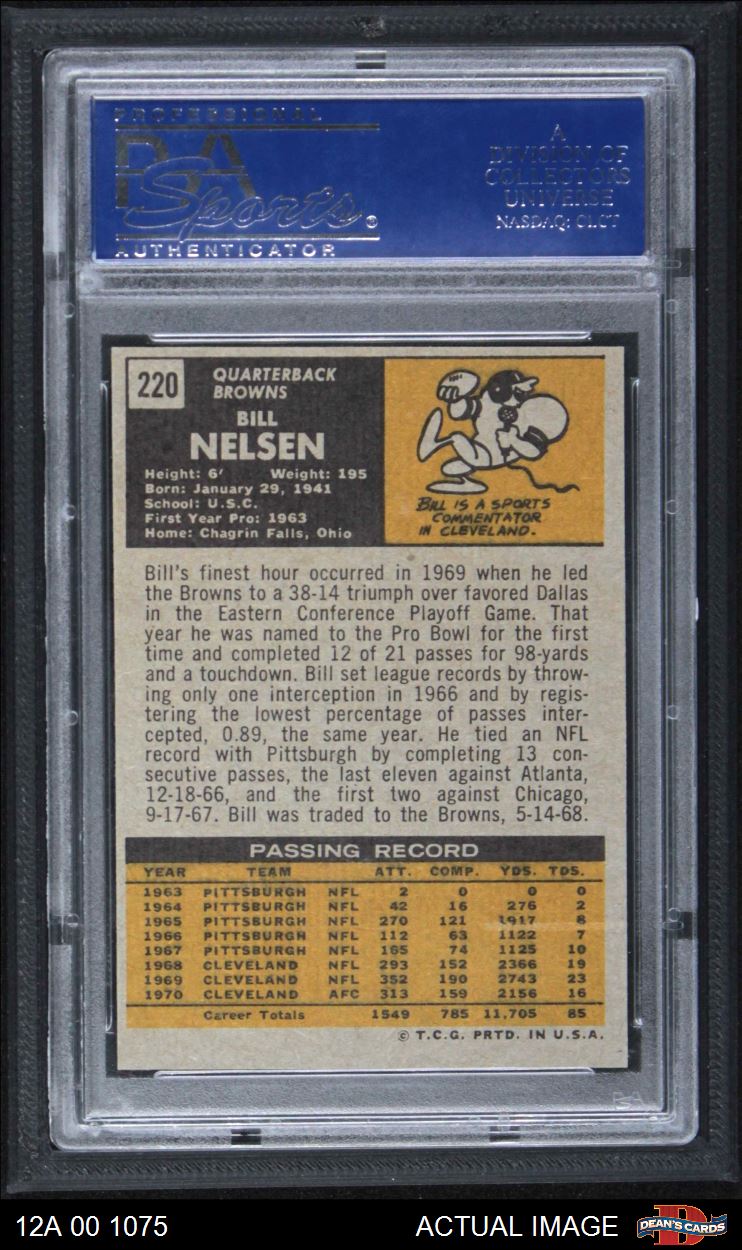 PROFESSIONAL
PSA
Sports®
AUTHENTICATOR
A
DIVISION OF
COLLECTORS
UNIVERSE
NASDAQ: CLCT
220
QUARTERBACK
BROWNS
BILL
NELSEN
Height: 6' Weight: 195
Born: January 29, 1941
School: U.S.C.
First Year Pro: 1963
Home: Chagrin Falls, Ohio
BILL IS A SPORTS
COMMENTATOR
IN CLEVELAND.
Bill's finest hour occurred in 1969 when he led
the Browns to a 38-14 triumph over favored Dallas
in the Eastern Conference Playoff Game. That
year he was named to the Pro Bowl for the first
time and completed 12 of 21 passes for 98-yards
and a touchdown. Bill set league records by throw-
ing only one interception in 1966 and by regis-
tering the lowest percentage of passes inter-
cepted, 0.89, the same year. He tied an NFL
record with Pittsburgh by completing 13 con-
secutive passes, the last eleven against Atlanta,
12-18-66, and the first two against Chicago,
9-17-67. Bill was traded to the Browns, 5-14-68.
PASSING RECORD
YEAR TEAM ATT. COMP. YDS. TDS.
1963 PITTSBURGH NFL 2 0 0 0
1964 PITTSBURGH NFL 42 16 276 2
1965 PITTSBURGH NFL 270 121 1917 8
1966 PITTSBURGH NFL 112 63 1122 7
1967 PITTSBURGH NFL 165 74 1125 10
1968 CLEVELAND NFL 293 152 2366 19
1969 CLEVELAND NFL 352 190 2743 23
1970 CLEVELAND AFC 313 159 2156 16
Career Totals 1549 785 11,705 85
© T.C.G. PRTD. IN U.S.A.
12A 00 1075
ACTUAL IMAGE
DEAN'S CARDS